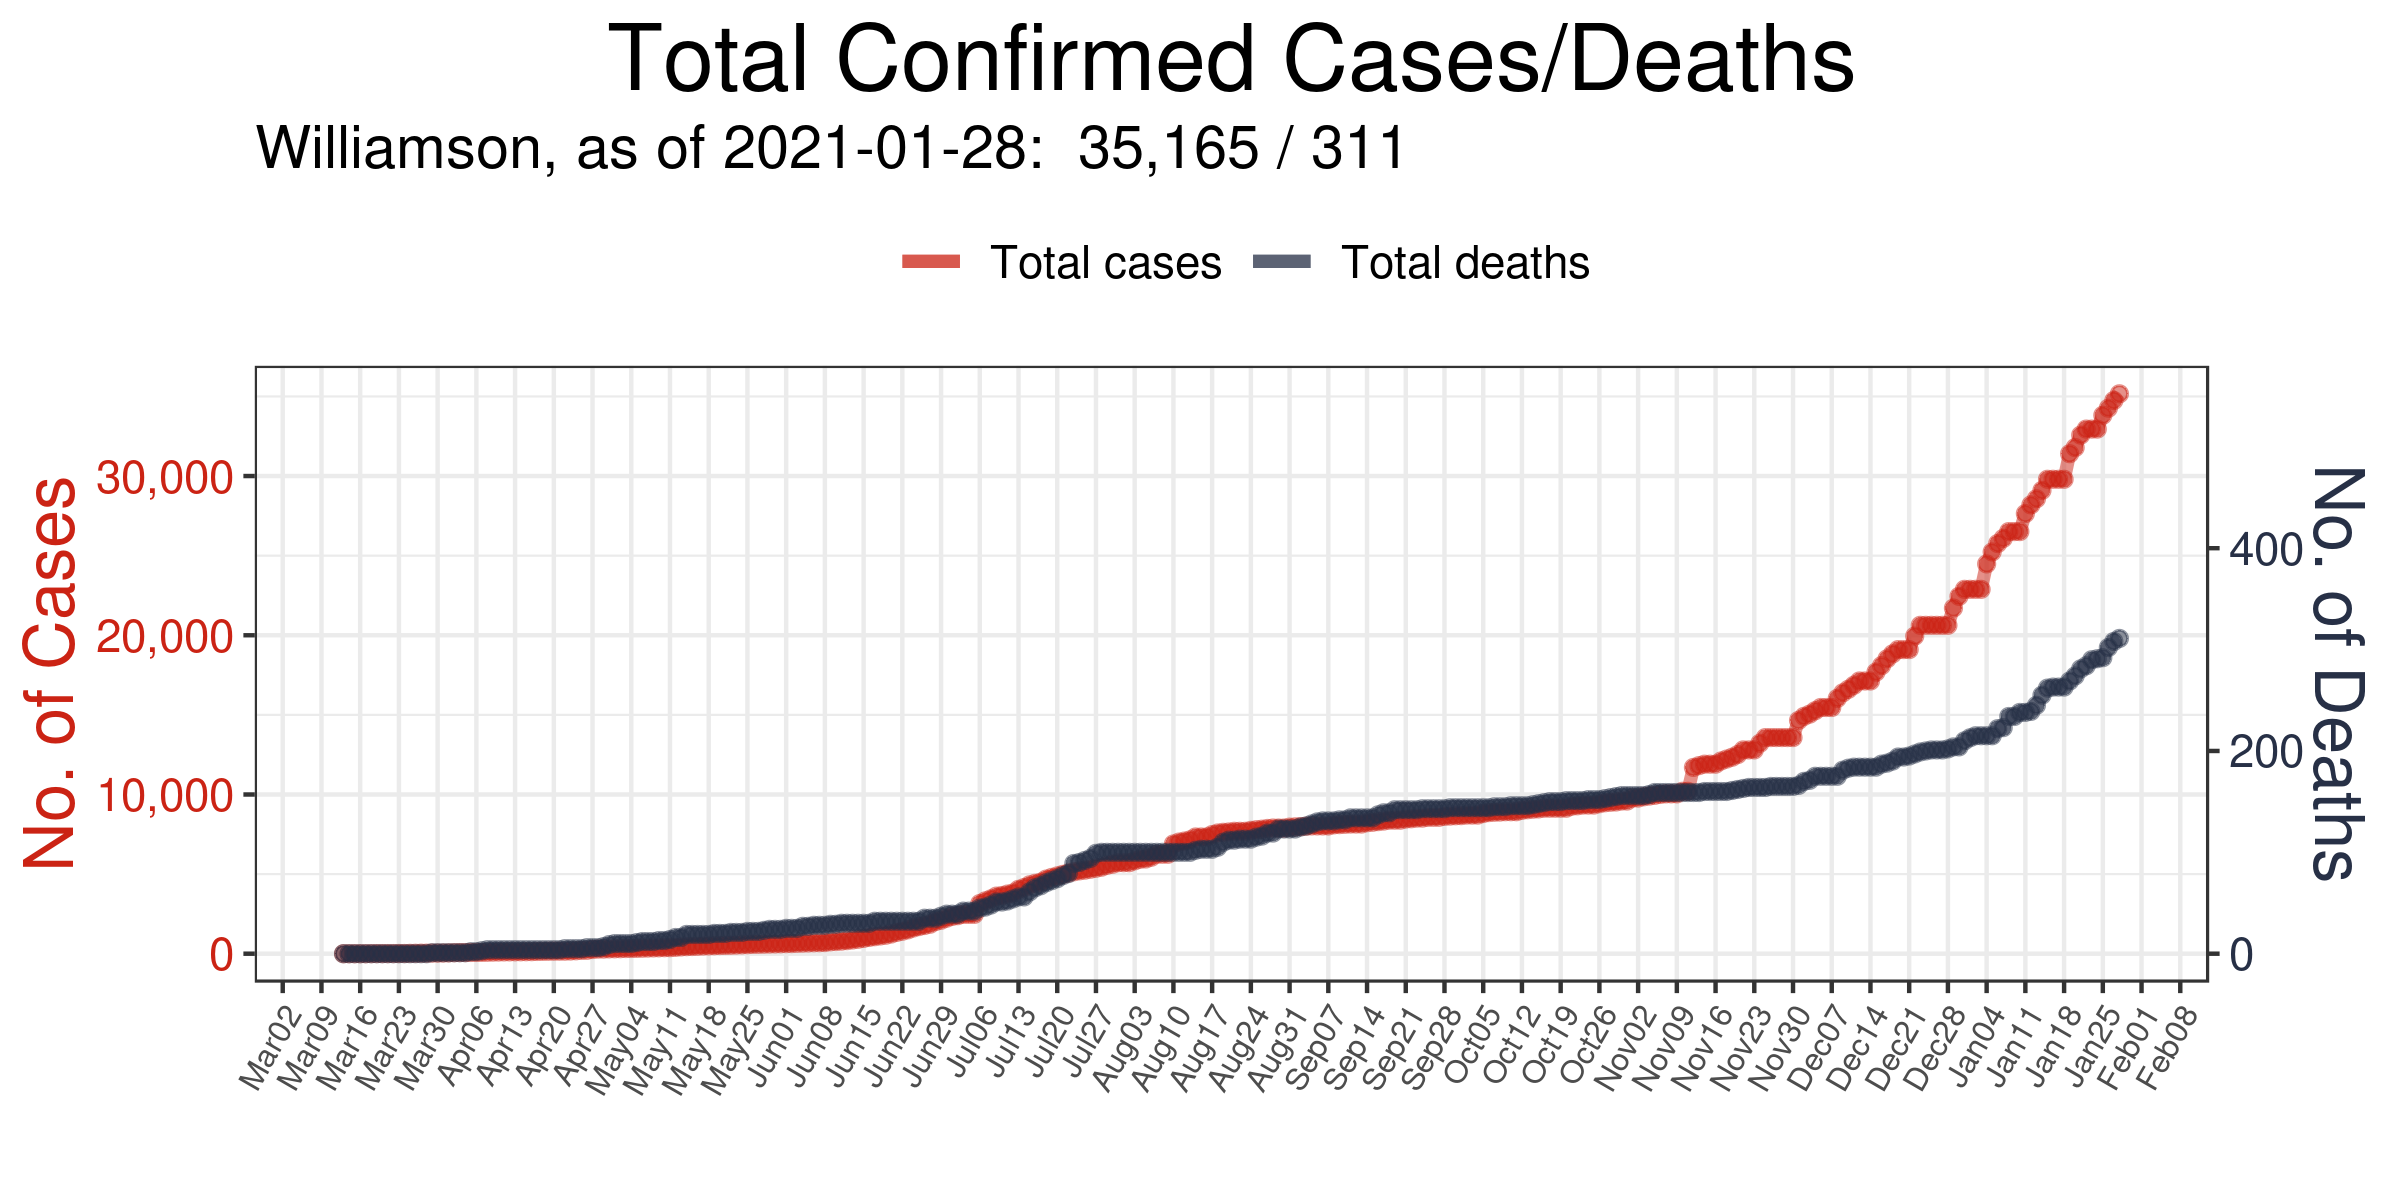 Total Confirmed Cases/Deaths
Williamson, as of 2021-01-28:  35,165 / 311
Total cases
Total deaths
No. of Cases
30,000
20,000
10,000
0
400
200
0
No. of Deaths
Mar02
Mar09
Mar16
Mar23
Mar30
Apr06
Apr13
Apr20
Apr27
May04
May11
May18
May25
Jun01
Jun08
Jun15
Jun22
Jun29
Jul06
Jul13
Jul20
Jul27
Aug03
Aug10
Aug17
Aug24
Aug31
Sep07
Sep14
Sep21
Sep28
Oct05
Oct12
Oct19
Oct26
Nov02
Nov09
Nov16
Nov23
Nov30
Dec07
Dec14
Dec21
Dec28
Jan04
Jan11
Jan18
Jan25
Feb01
Feb08